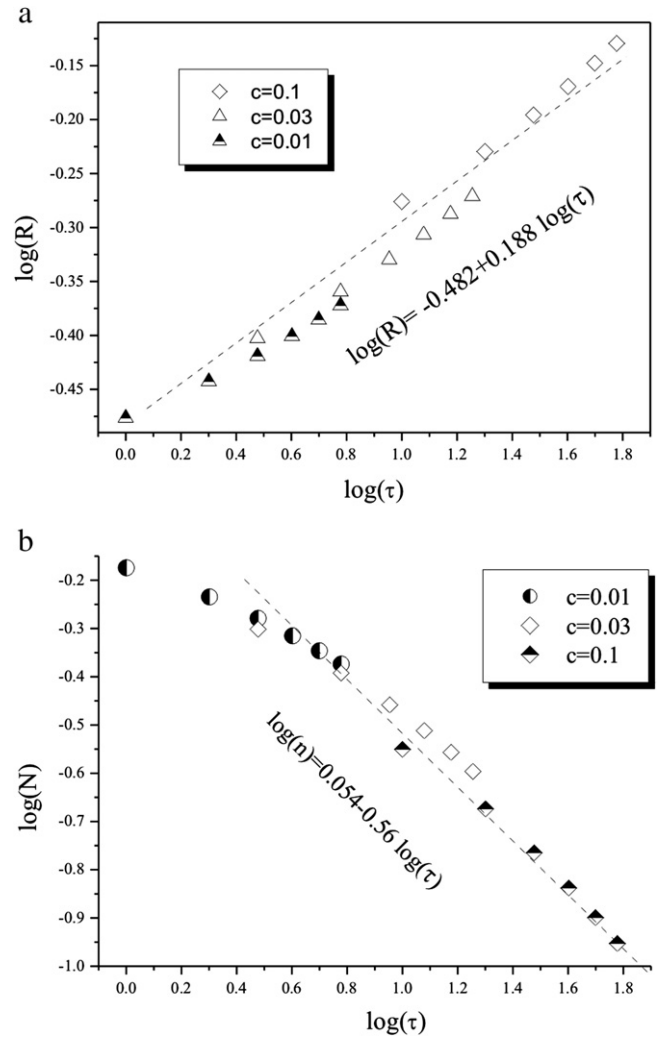 a
-0.15
-0.20
-0.25
-0.30
-0.35
-0.40
-0.45
log(R)
c=0.1
c=0.03
c=0.01
log(R)= -0.482+0.188 log(τ)
0.0 0.2 0.4 0.6 0.8 1.0 1.2 1.4 1.6 1.8
log(τ)
b
-0.2
-0.3
-0.4
-0.5
-0.6
-0.7
-0.8
-0.9
-1.0
log(N)
c=0.01
c=0.03
c=0.1
log(n)=0.054-0.56 log(τ)
0.0 0.2 0.4 0.6 0.8 1.0 1.2 1.4 1.6 1.8
log(τ)